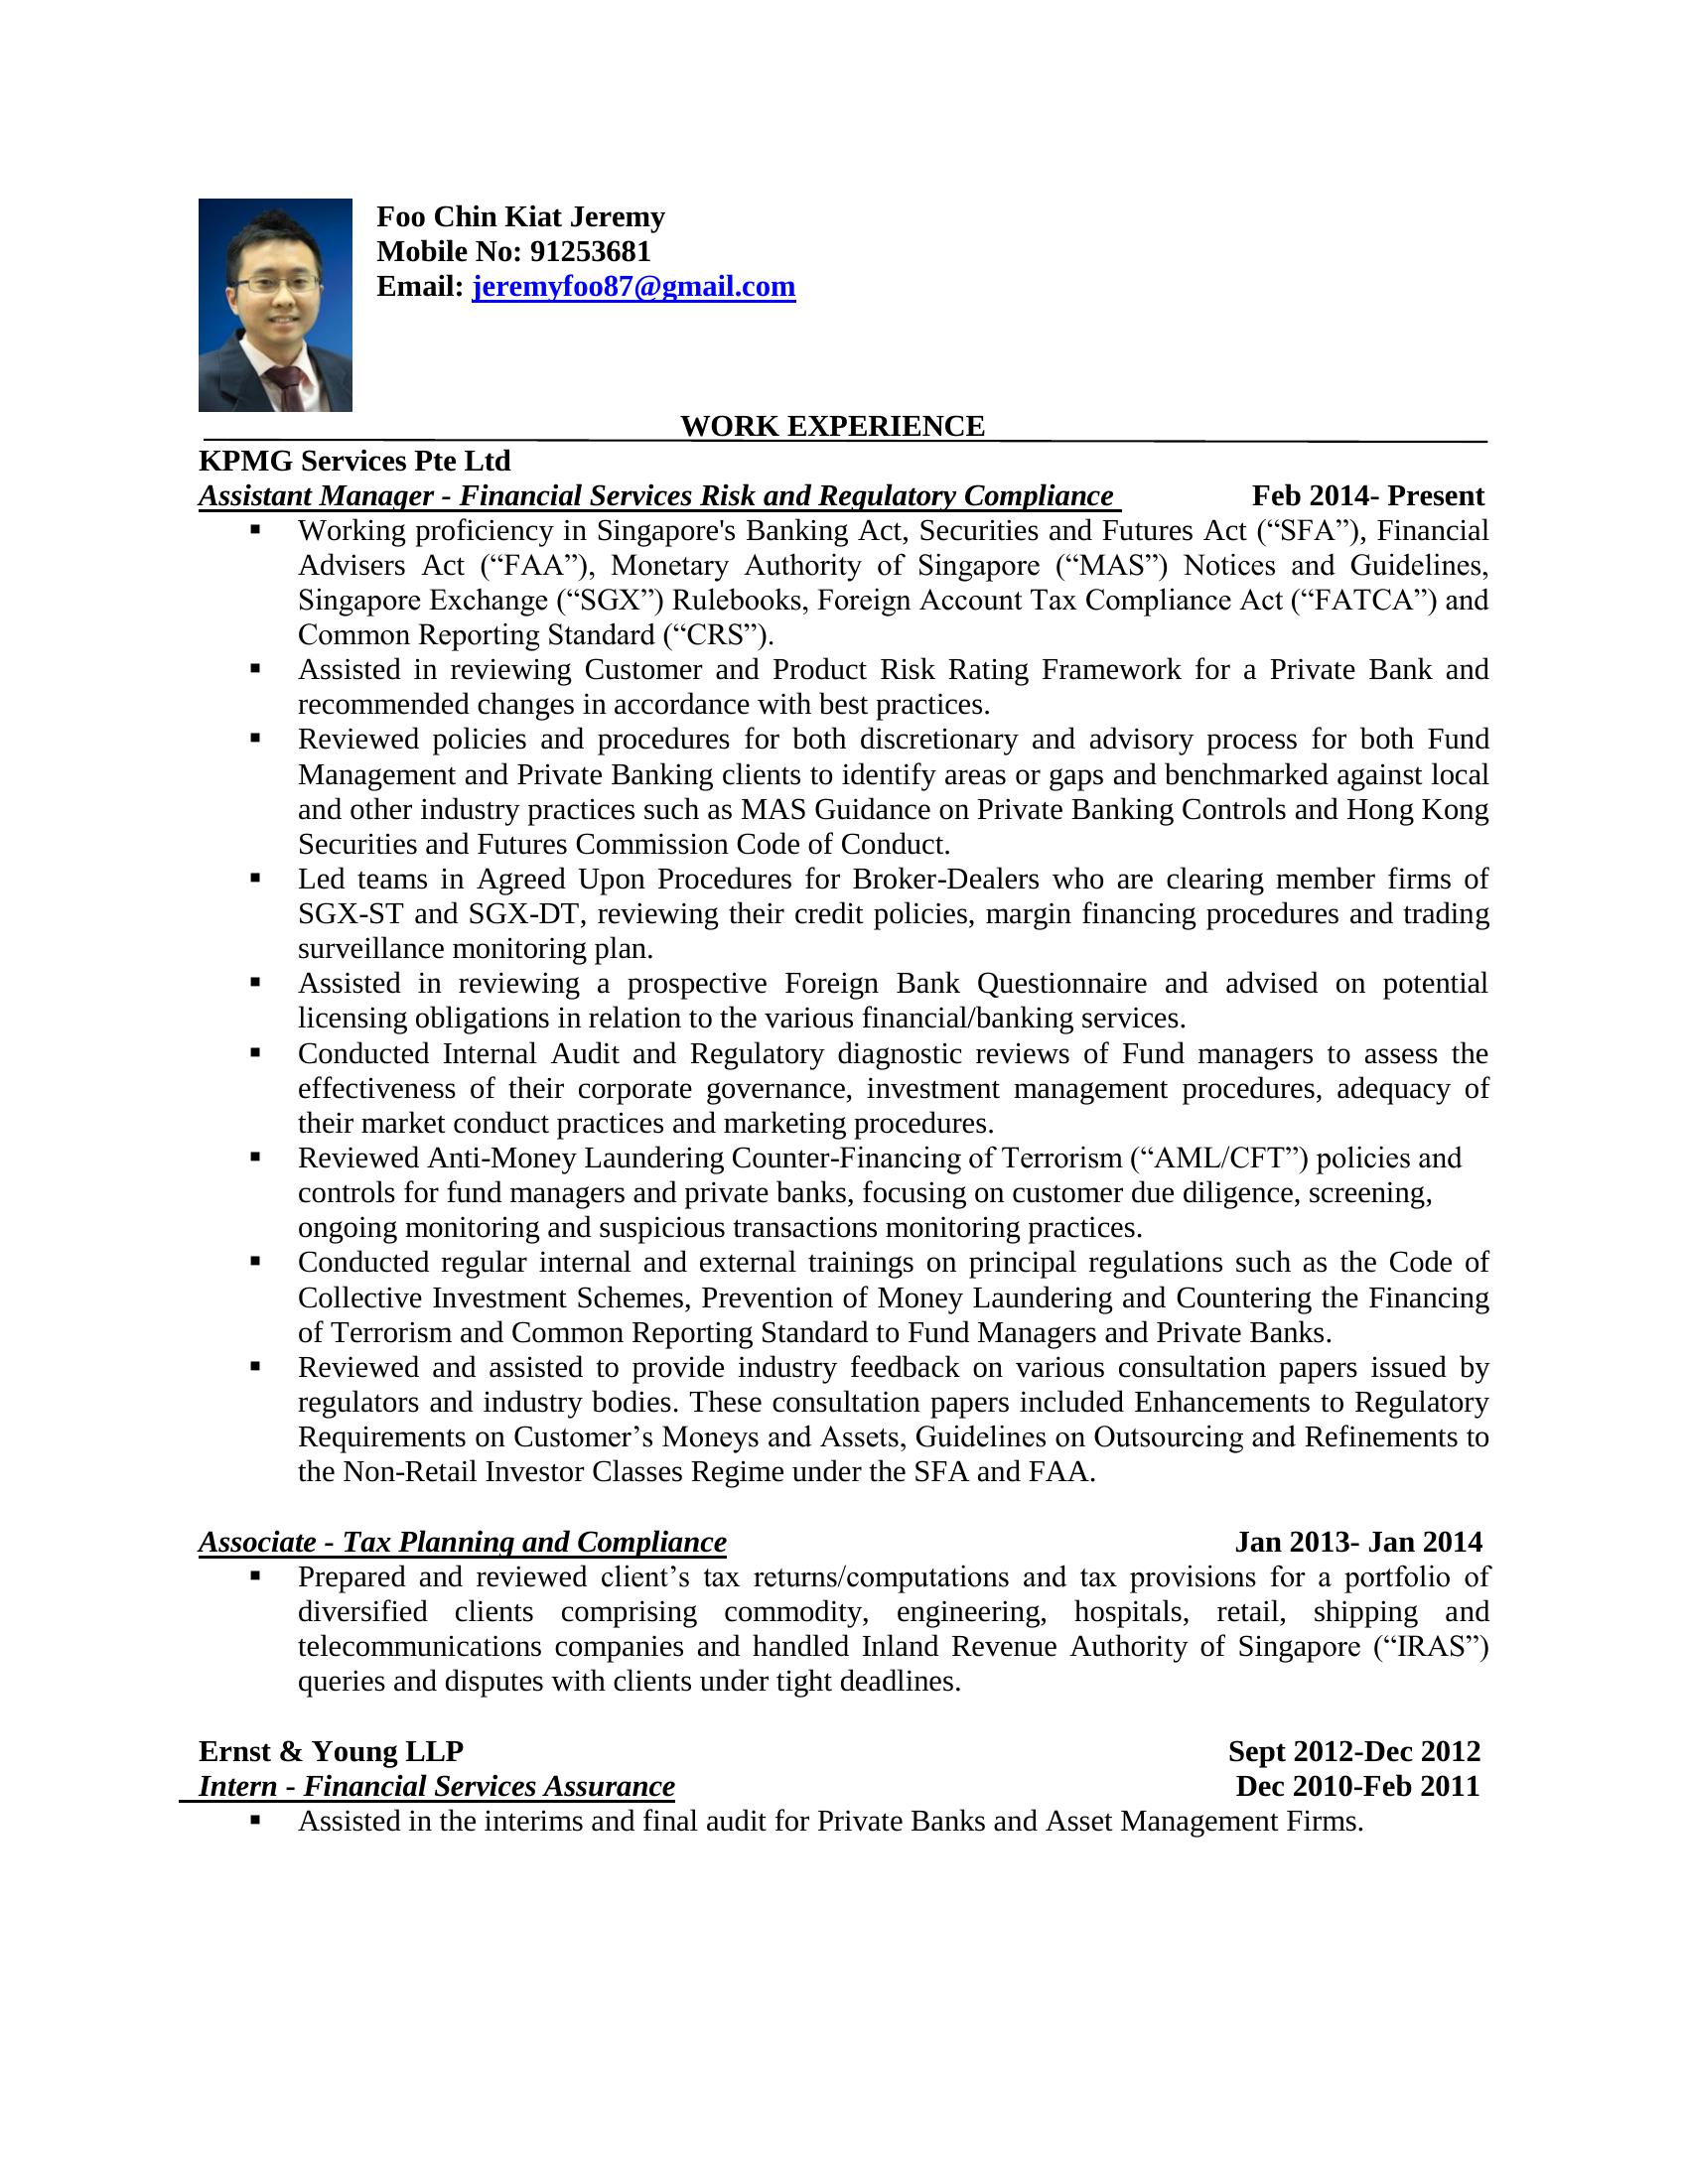 Foo Chin Kiat Jeremy
Mobile No: 91253681
Email: jeremyfoo87@gmail.com
WORK EXPERIENCE
KPMG Services Pte Ltd
Assistant Manager - Financial Services Risk and Regulatory Compliance Feb 2014- Present
▪ Working proficiency in Singapore's Banking Act, Securities and Futures Act (“SFA”), Financial
Advisers Act (“FAA”), Monetary Authority of Singapore (“MAS”) Notices and Guidelines,
Singapore Exchange (“SGX”) Rulebooks, Foreign Account Tax Compliance Act (“FATCA”) and
Common Reporting Standard (“CRS”).
▪ Assisted in reviewing Customer and Product Risk Rating Framework for a Private Bank and
recommended changes in accordance with best practices.
▪ Reviewed policies and procedures for both discretionary and advisory process for both Fund
Management and Private Banking clients to identify areas or gaps and benchmarked against local
and other industry practices such as MAS Guidance on Private Banking Controls and Hong Kong
Securities and Futures Commission Code of Conduct.
▪ Led teams in Agreed Upon Procedures for Broker-Dealers who are clearing member firms of
SGX-ST and SGX-DT, reviewing their credit policies, margin financing procedures and trading
surveillance monitoring plan.
▪ Assisted in reviewing a prospective Foreign Bank Questionnaire and advised on potential
licensing obligations in relation to the various financial/banking services.
▪ Conducted Internal Audit and Regulatory diagnostic reviews of Fund managers to assess the
effectiveness of their corporate governance, investment management procedures, adequacy of
their market conduct practices and marketing procedures.
▪ Reviewed Anti-Money Laundering Counter-Financing of Terrorism (“AML/CFT”) policies and
controls for fund managers and private banks, focusing on customer due diligence, screening,
ongoing monitoring and suspicious transactions monitoring practices.
▪ Conducted regular internal and external trainings on principal regulations such as the Code of
Collective Investment Schemes, Prevention of Money Laundering and Countering the Financing
of Terrorism and Common Reporting Standard to Fund Managers and Private Banks.
▪ Reviewed and assisted to provide industry feedback on various consultation papers issued by
regulators and industry bodies. These consultation papers included Enhancements to Regulatory
Requirements on Customer’s Moneys and Assets, Guidelines on Outsourcing and Refinements to
the Non-Retail Investor Classes Regime under the SFA and FAA.
Associate - Tax Planning and Compliance Jan 2013- Jan 2014
▪ Prepared and reviewed client’s tax returns/computations and tax provisions for a portfolio of
diversified clients comprising commodity, engineering, hospitals, retail, shipping and
telecommunications companies and handled Inland Revenue Authority of Singapore (“IRAS”)
queries and disputes with clients under tight deadlines.
Ernst & Young LLP Sept 2012-Dec 2012
Intern - Financial Services Assurance Dec 2010-Feb 2011
▪ Assisted in the interims and final audit for Private Banks and Asset Management Firms.